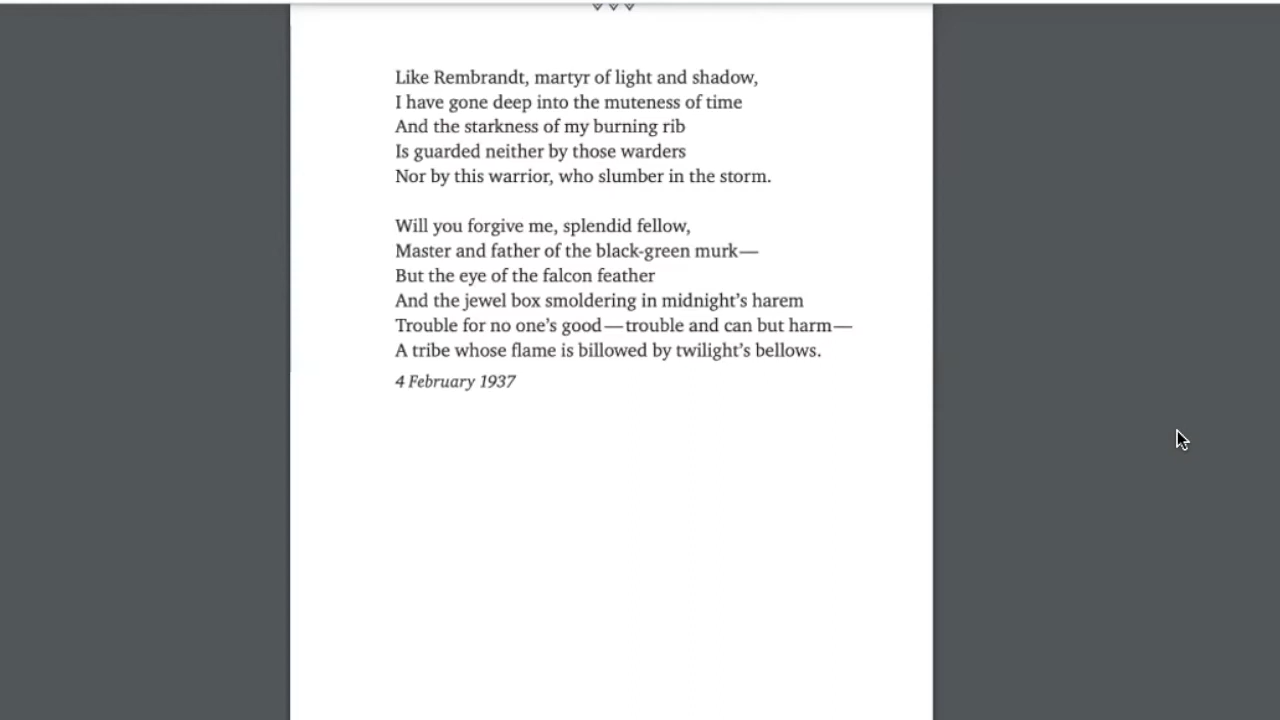 Like Rembrandt, martyr of light and shadow,
I have gone deep into the muteness of time
And the starkness of my burning rib
Is guarded neither by those warders
Nor by this warrior, who slumber in the storm.
Will you forgive me, splendid fellow,
Master and father of the black-green murk—
But the eye of the falcon feather
And the jewel box smoldering in midnight’s harem
Trouble for no one’s good—trouble and can but harm—
A tribe whose flame is billowed by twilight’s bellows.
4 February 1937